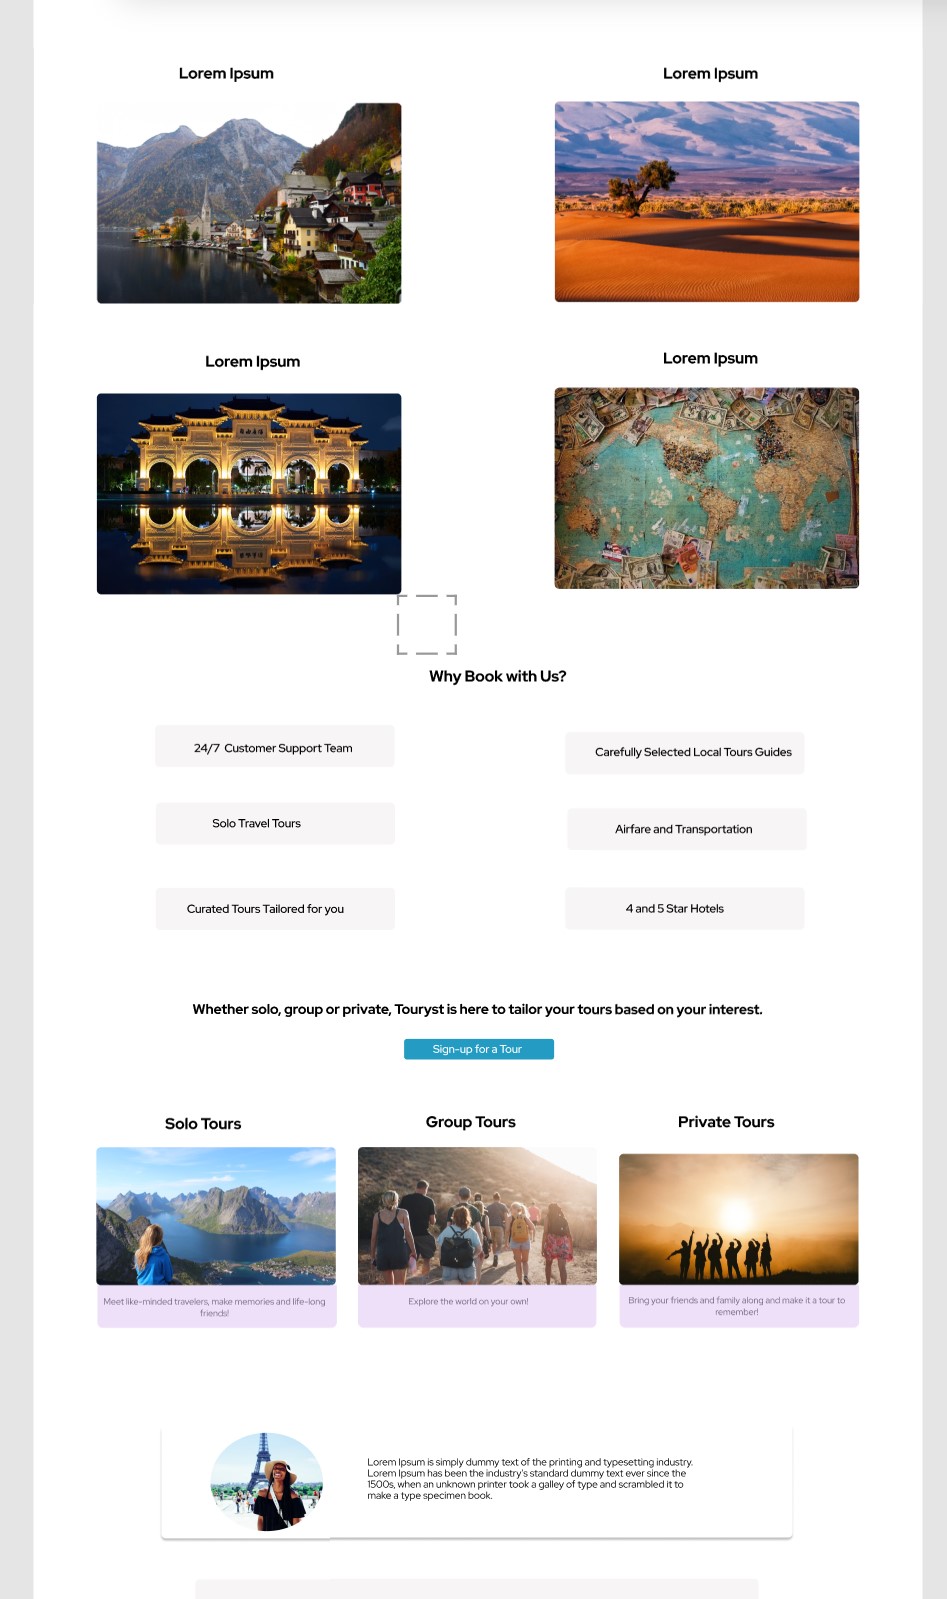 Lorem Ipsum
Lorem Ipsum
Lorem Ipsum
Lorem Ipsum
Why Book with Us?
24/7 Customer Support Team
Carefully Selected Local Tours Guides
Solo Travel Tours
Airfare and Transportation
Curated Tours Tailored for you
4 and 5 Star Hotels
Whether solo, group or private, Touryst is here to tailor your tours based on your interest.
Sign-up for a Tour
Solo Tours
Group Tours
Private Tours
Meet like-minded travelers, make memories and life-long
friends!
Explore the world on your own!
Bring your friends and family along and make it a tour to
remember!
Lorem Ipsum is simply dummy text of the printing and typesetting industry.
Lorem Ipsum has been the industry's standard dummy text ever since the
1500s, when an unknown printer took a galley of type and scrambled it to
make a type specimen book.